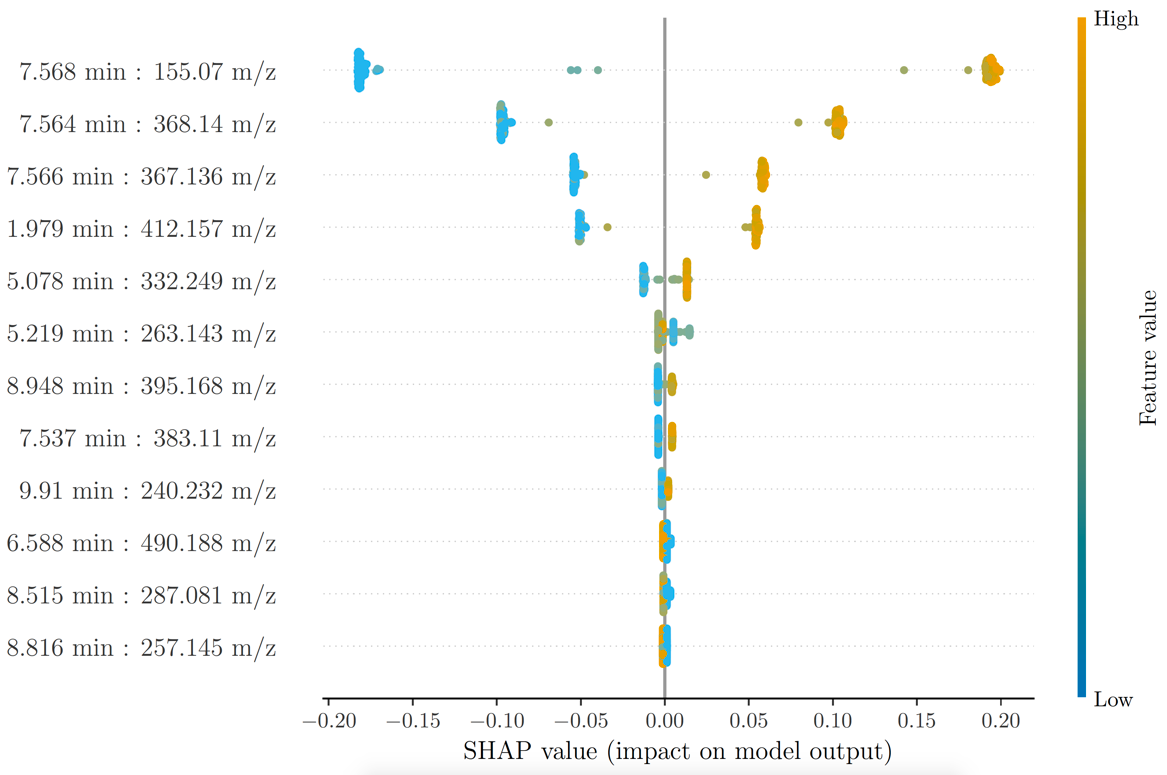 High
7.568 min : 155.07 m/z
7.564 min : 368.14 m/z
7.566 min : 367.136 m/z
1.979 min : 412.157 m/z
5.078 min : 332.249 m/z
5.219 min : 263.143 m/z
8.948 min : 395.168 m/z
7.537 min : 383.11 m/z
9.91 min : 240.232 m/z
6.588 min : 490.188 m/z
8.515 min : 287.081 m/z
8.816 min : 257.145 m/z
Feature value
Low
−0.20 −0.15 −0.10 −0.05 0.00 0.05 0.10 0.15 0.20
SHAP value (impact on model output)